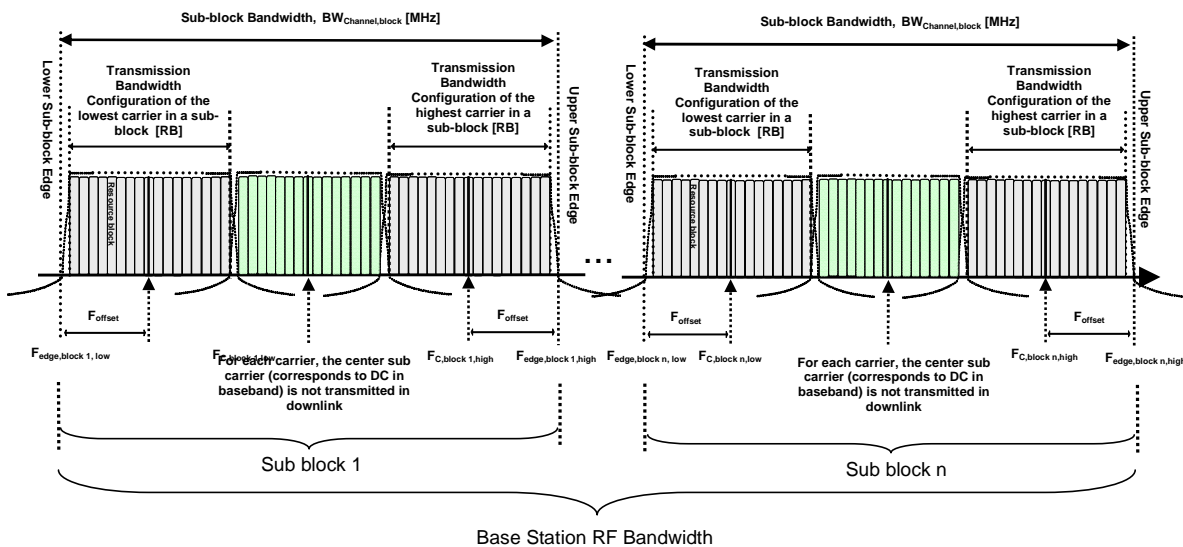 Sub-block Bandwidth, BWChannel,block [MHz]
Sub-block Bandwidth, BWChannel,block [MHz]
Lower Sub-block Edge
Transmission
Bandwidth
Configuration of the
lowest carrier in a sub-
block [RB]
Transmission
Bandwidth
Configuration of the
highest carrier in a
sub-block [RB]
Upper Sub-block Edge
Lower Sub-block Edge
Transmission
Bandwidth
Configuration of the
lowest carrier in a
sub-block [RB]
Transmission
Bandwidth
Configuration of the
highest carrier in a
sub-block [RB]
Upper Sub-block Edge
Resource block
Resource block
...
Foffset
Foffset
Foffset
Foffset
Fedge,block 1, low
FC,block 1,low
FC,block 1,high
Fedge,block 1,high
Fedge,block n, low
FC,block n,low
FC,block n,high
Fedge,block n,high
For each carrier, the center sub
carrier (corresponds to DC in
baseband) is not transmitted in
downlink
For each carrier, the center sub
carrier (corresponds to DC in
baseband) is not transmitted in
downlink
Sub block 1
Sub block n
Base Station RF Bandwidth